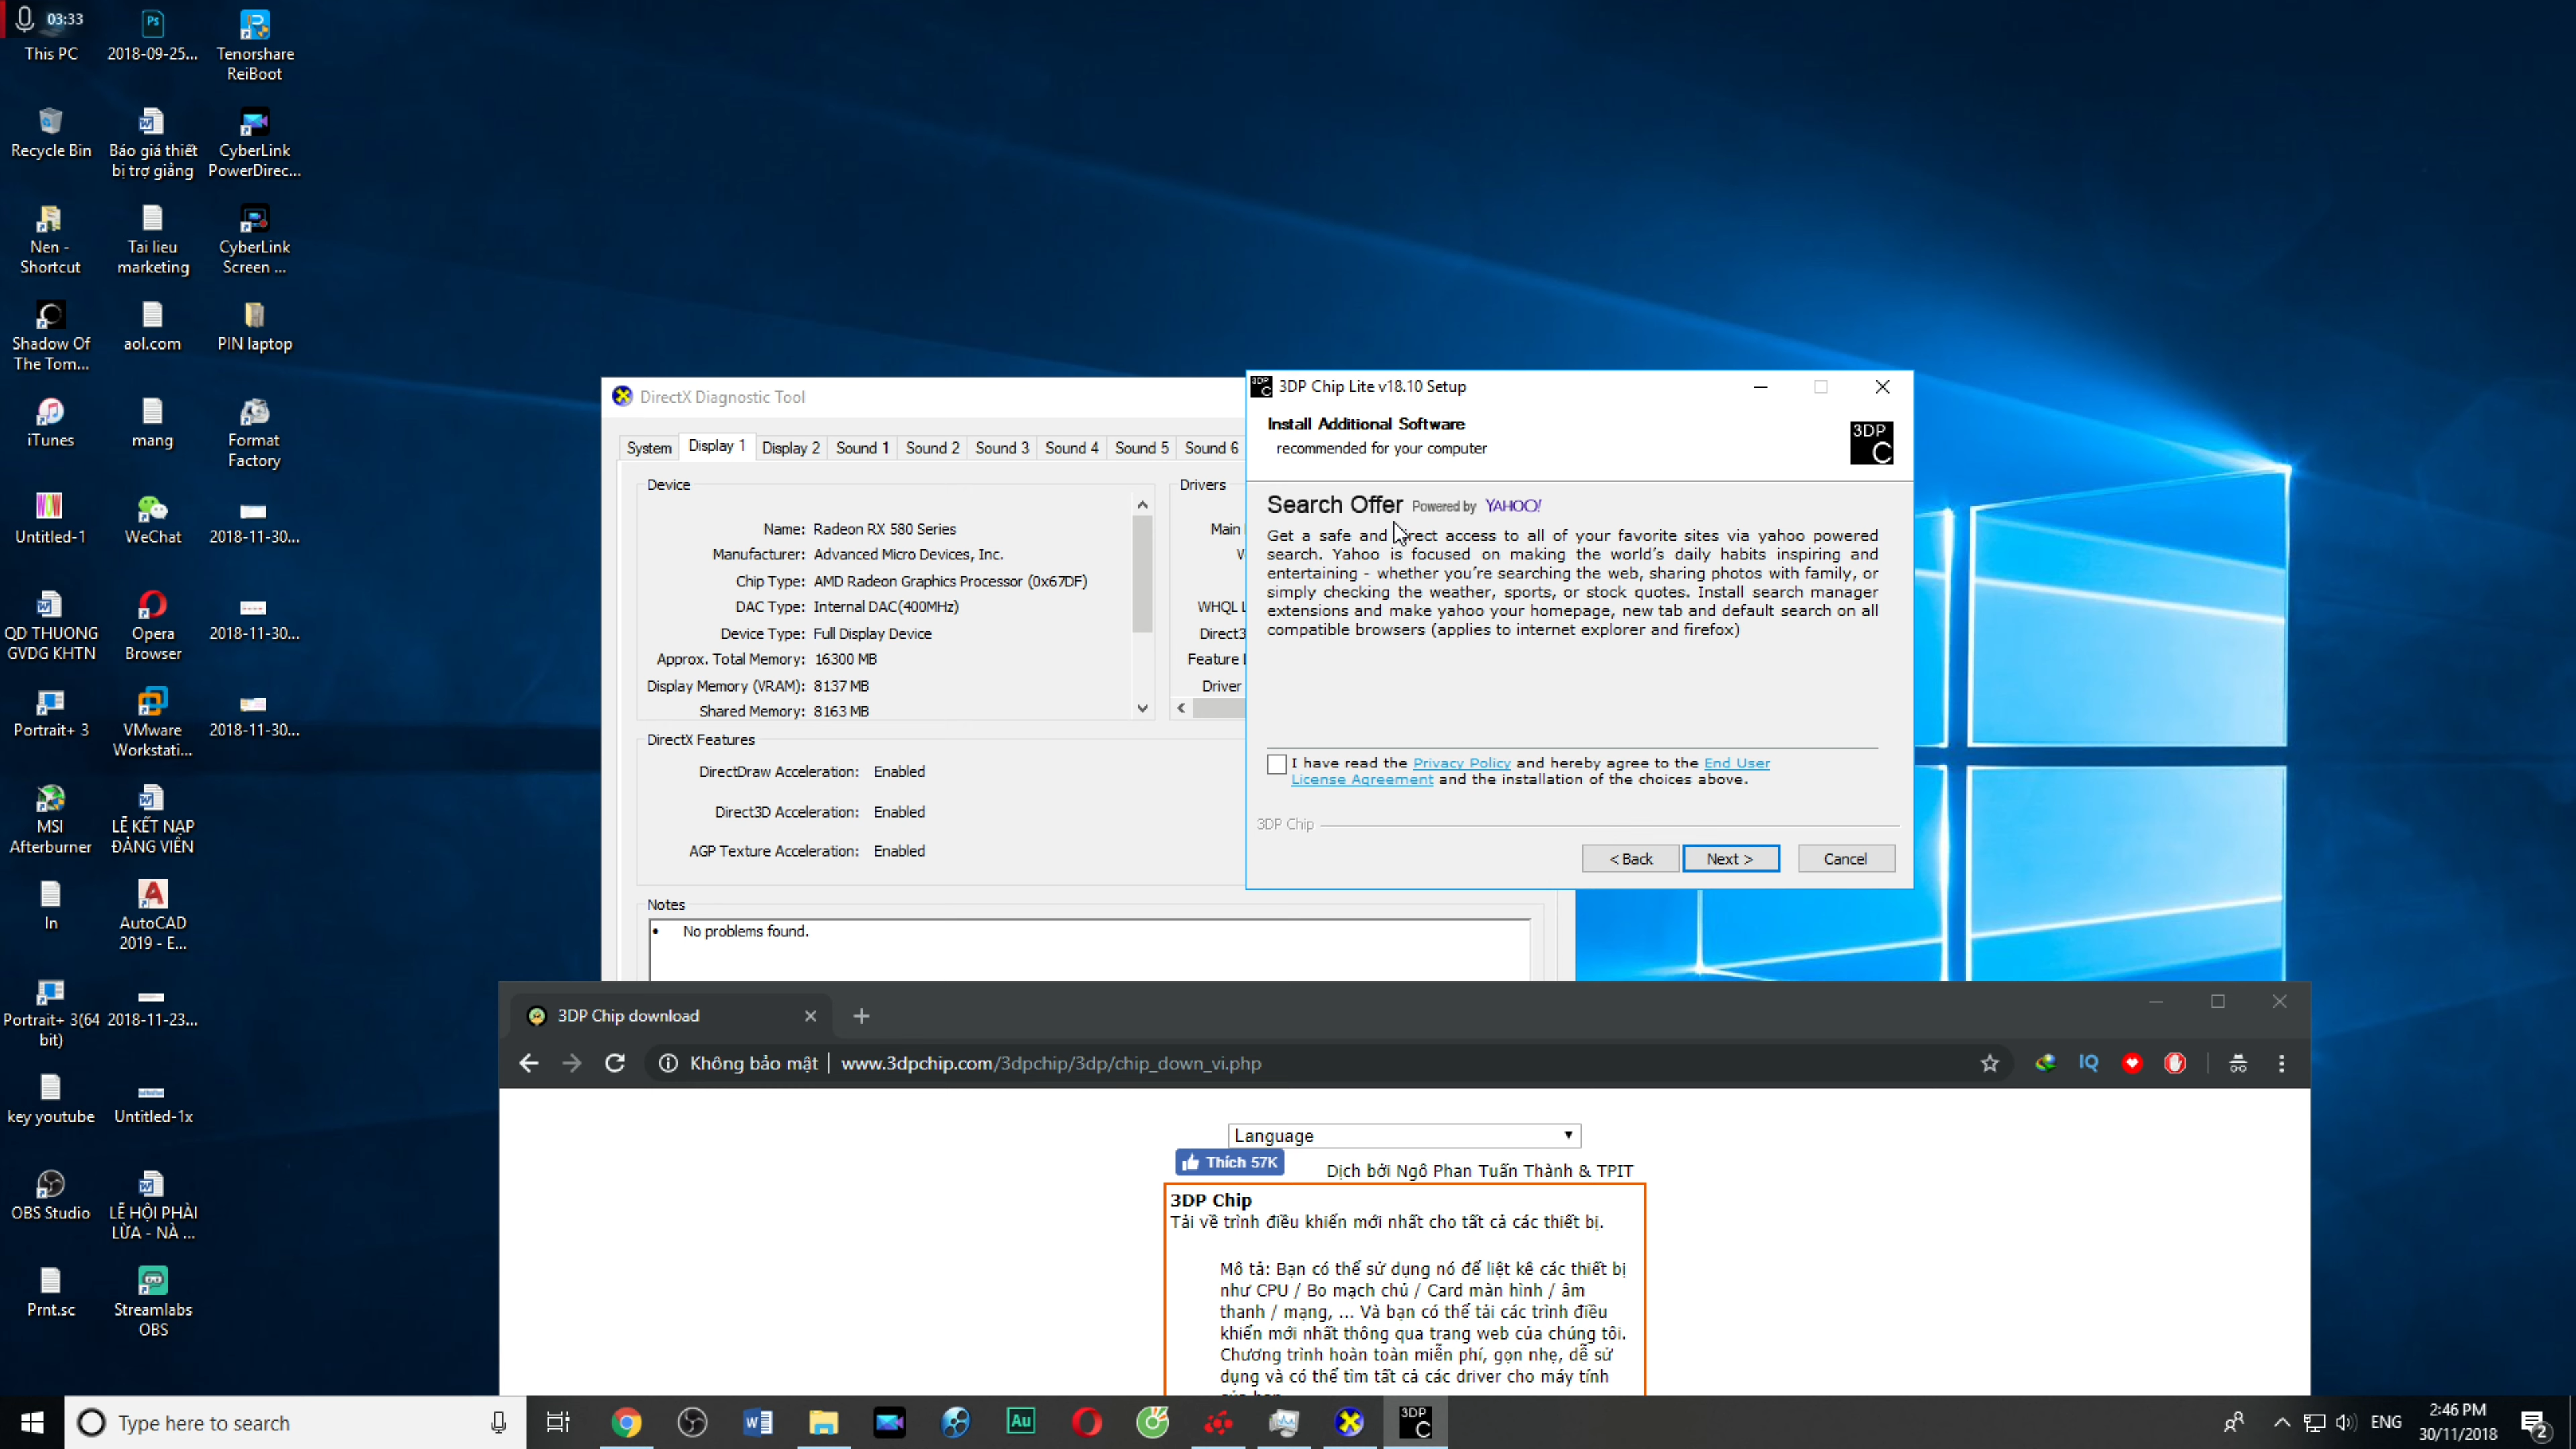 03:33
This PC
2018-09-25...
Tenorshare
ReiBoot
Recycle Bin
Báo giá thiết
bị trợ giảng
CyberLink
PowerDirec...
Nen -
Shortcut
Tai lieu
marketing
CyberLink
Screen ...
Shadow Of
The Tom...
aol.com
PIN laptop
iTunes
mang
Format
Factory
Untitled-1
WeChat
2018-11-30...
QD THUONG
GVDG KHTN
Opera
Browser
2018-11-30...
Portrait+ 3
VMware
Workstati...
2018-11-30...
MSI
Afterburner
LỄ KẾT NẠP
ĐẢNG VIÊN
In
AutoCAD
2019 - E...
Portrait+ 3(64
bit)
2018-11-23...
key youtube
Untitled-1x
OBS Studio
LỄ HỘI PHÀI
LỪA - NÀ ...
Prnt.sc
Streamlabs
OBS
DirectX Diagnostic Tool
System
Display 1
Display 2
Sound 1
Sound 2
Sound 3
Sound 4
Sound 5
Sound 6
Device
Name: Radeon RX 580 Series
Manufacturer: Advanced Micro Devices, Inc.
Chip Type: AMD Radeon Graphics Processor (0x67DF)
DAC Type: Internal DAC(400MHz)
Device Type: Full Display Device
Approx. Total Memory: 16300 MB
Display Memory (VRAM): 8137 MB
Shared Memory: 8163 MB
Drivers
Main
WHQL L
Direct3
Feature L
Driver
DirectX Features
DirectDraw Acceleration: Enabled
Direct3D Acceleration: Enabled
AGP Texture Acceleration: Enabled
Notes
• No problems found.
3DP Chip Lite v18.10 Setup
Install Additional Software
recommended for your computer
3DP
C
Search Offer Powered by YAHOO!
Get a safe and direct access to all of your favorite sites via yahoo powered
search. Yahoo is focused on making the world's daily habits inspiring and
entertaining - whether you're searching the web, sharing photos with family, or
simply checking the weather, sports, or stock quotes. Install search manager
extensions and make yahoo your homepage, new tab and default search on all
compatible browsers (applies to internet explorer and firefox)
I have read the Privacy Policy and hereby agree to the End User
License Agreement and the installation of the choices above.
3DP Chip
< Back
Next >
Cancel
3DP Chip download
Không bảo mật | www.3dpchip.com/3dpchip/3dp/chip_down_vi.php
IQ
Language
Thích 57K
Dịch bởi Ngô Phan Tuấn Thành & TPIT
3DP Chip
Tải về trình điều khiển mới nhất cho tất cả các thiết bị.
Mô tả: Bạn có thể sử dụng nó để liệt kê các thiết bị
như CPU / Bo mạch chủ / Card màn hình / âm
thanh / mạng, ... Và bạn có thể tải các trình điều
khiển mới nhất thông qua trang web của chúng tôi.
Chương trình hoàn toàn miễn phí, gọn nhẹ, dễ sử
dụng và có thể tìm tất cả các driver cho máy tính
Type here to search
Au
3DP
C
ENG
2:46 PM
30/11/2018
2